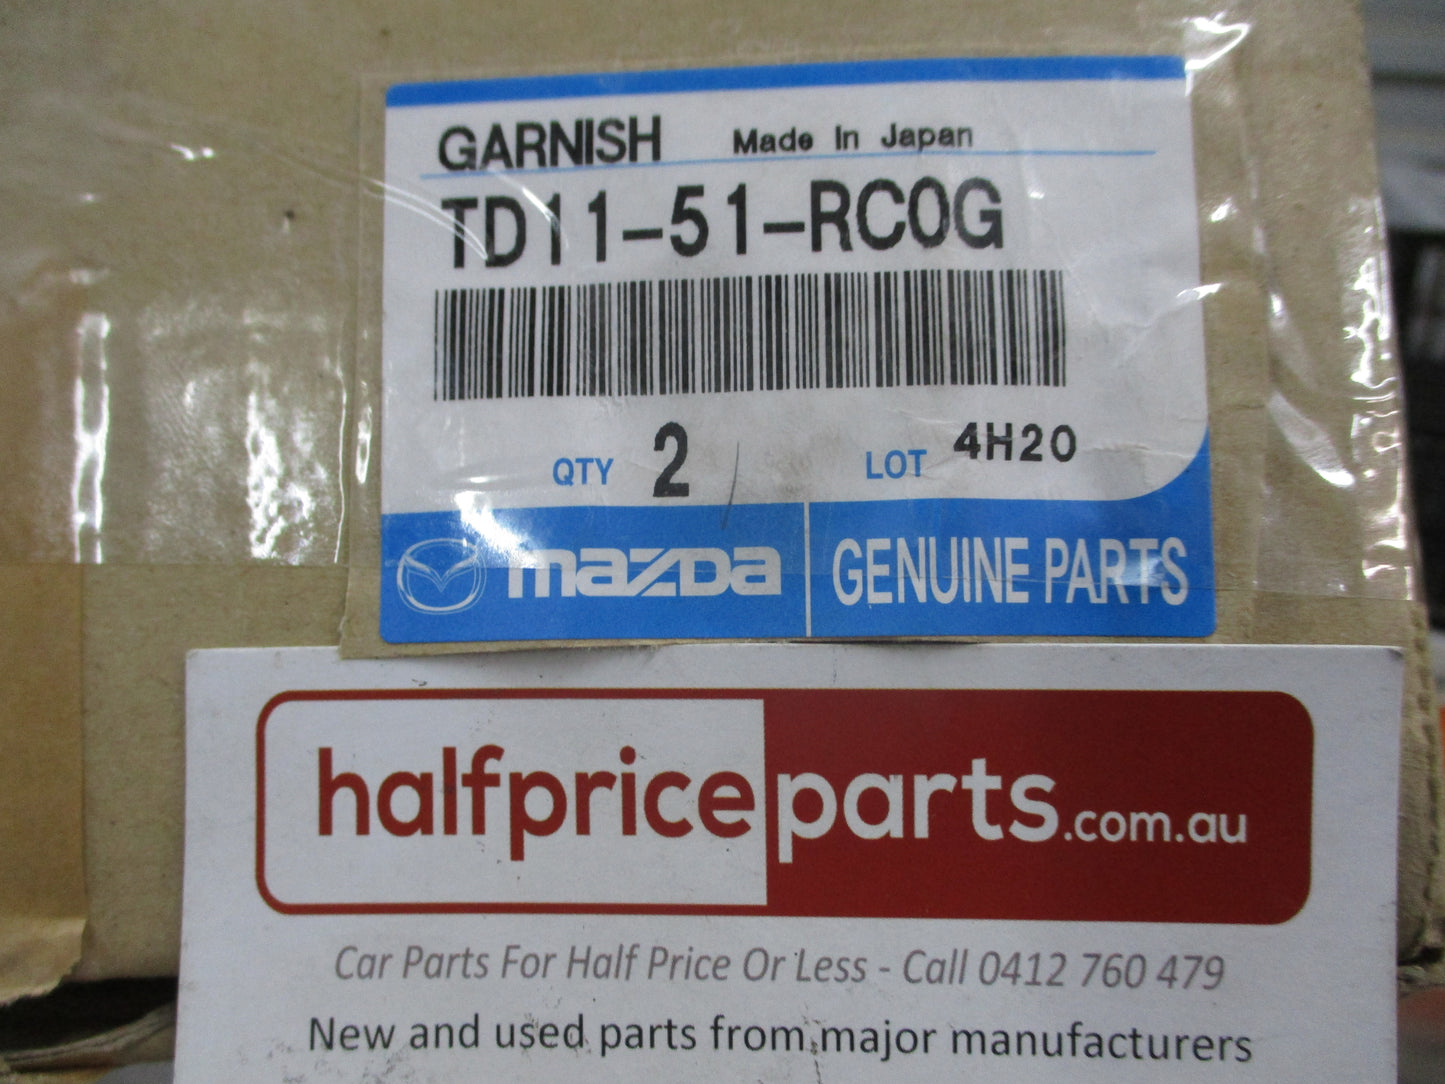 GARNISH Made In Japan
TD11-51-RC0G
QTY 2 LOT 4H20
mazda GENUINE PARTS
halfpriceparts.com.au
Car Parts For Half Price Or Less - Call 0412 760 479
New and used parts from major manufacturers